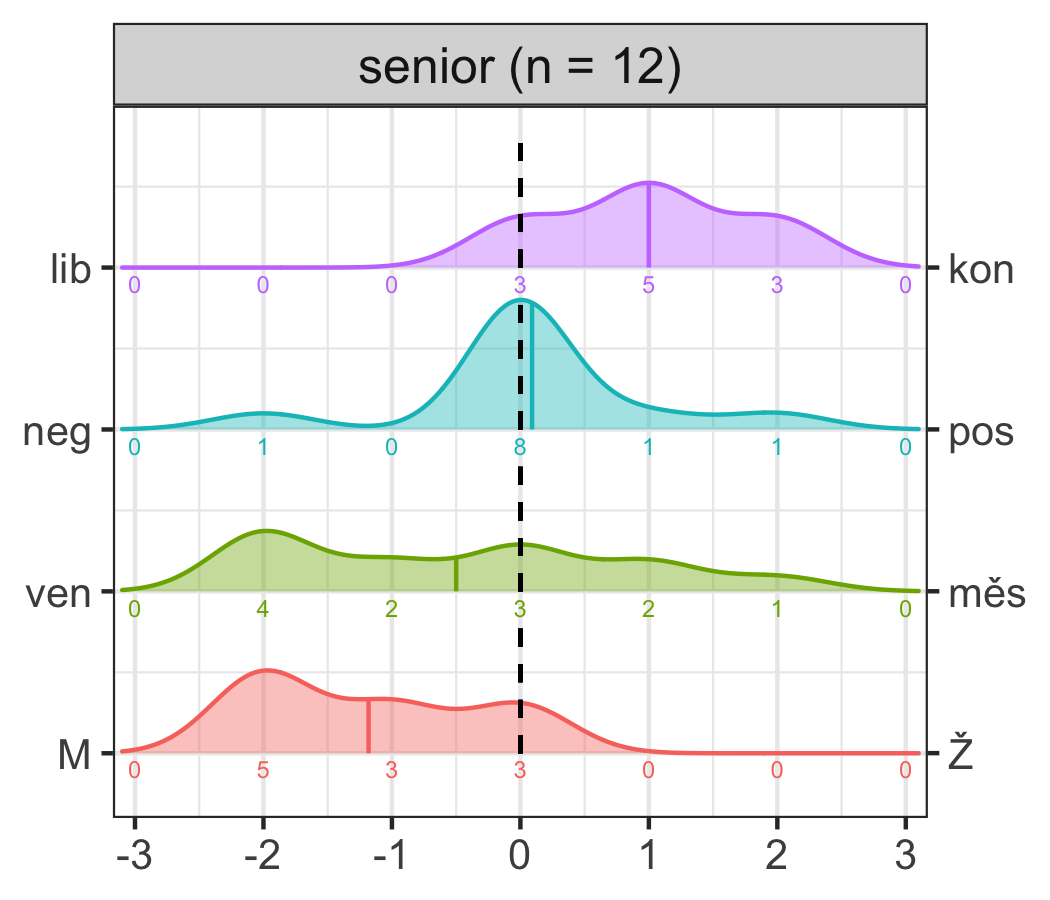 senior (n = 12)
lib kon
0 0 0 3 5 3 0
neg pos
0 1 0 8 1 1 0
ven měs
0 4 2 3 2 1 0
M Ž
0 5 3 3 0 0 0
-3 -2 -1 0 1 2 3